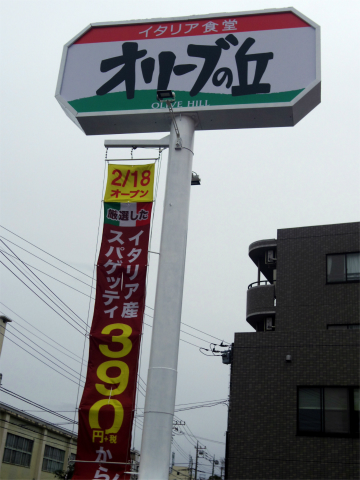 イタリア食堂
オリーブの丘
OLIVE HILL
2/18
オープン
厳選した
イタリア産
スパゲッティ
390
円+税
から